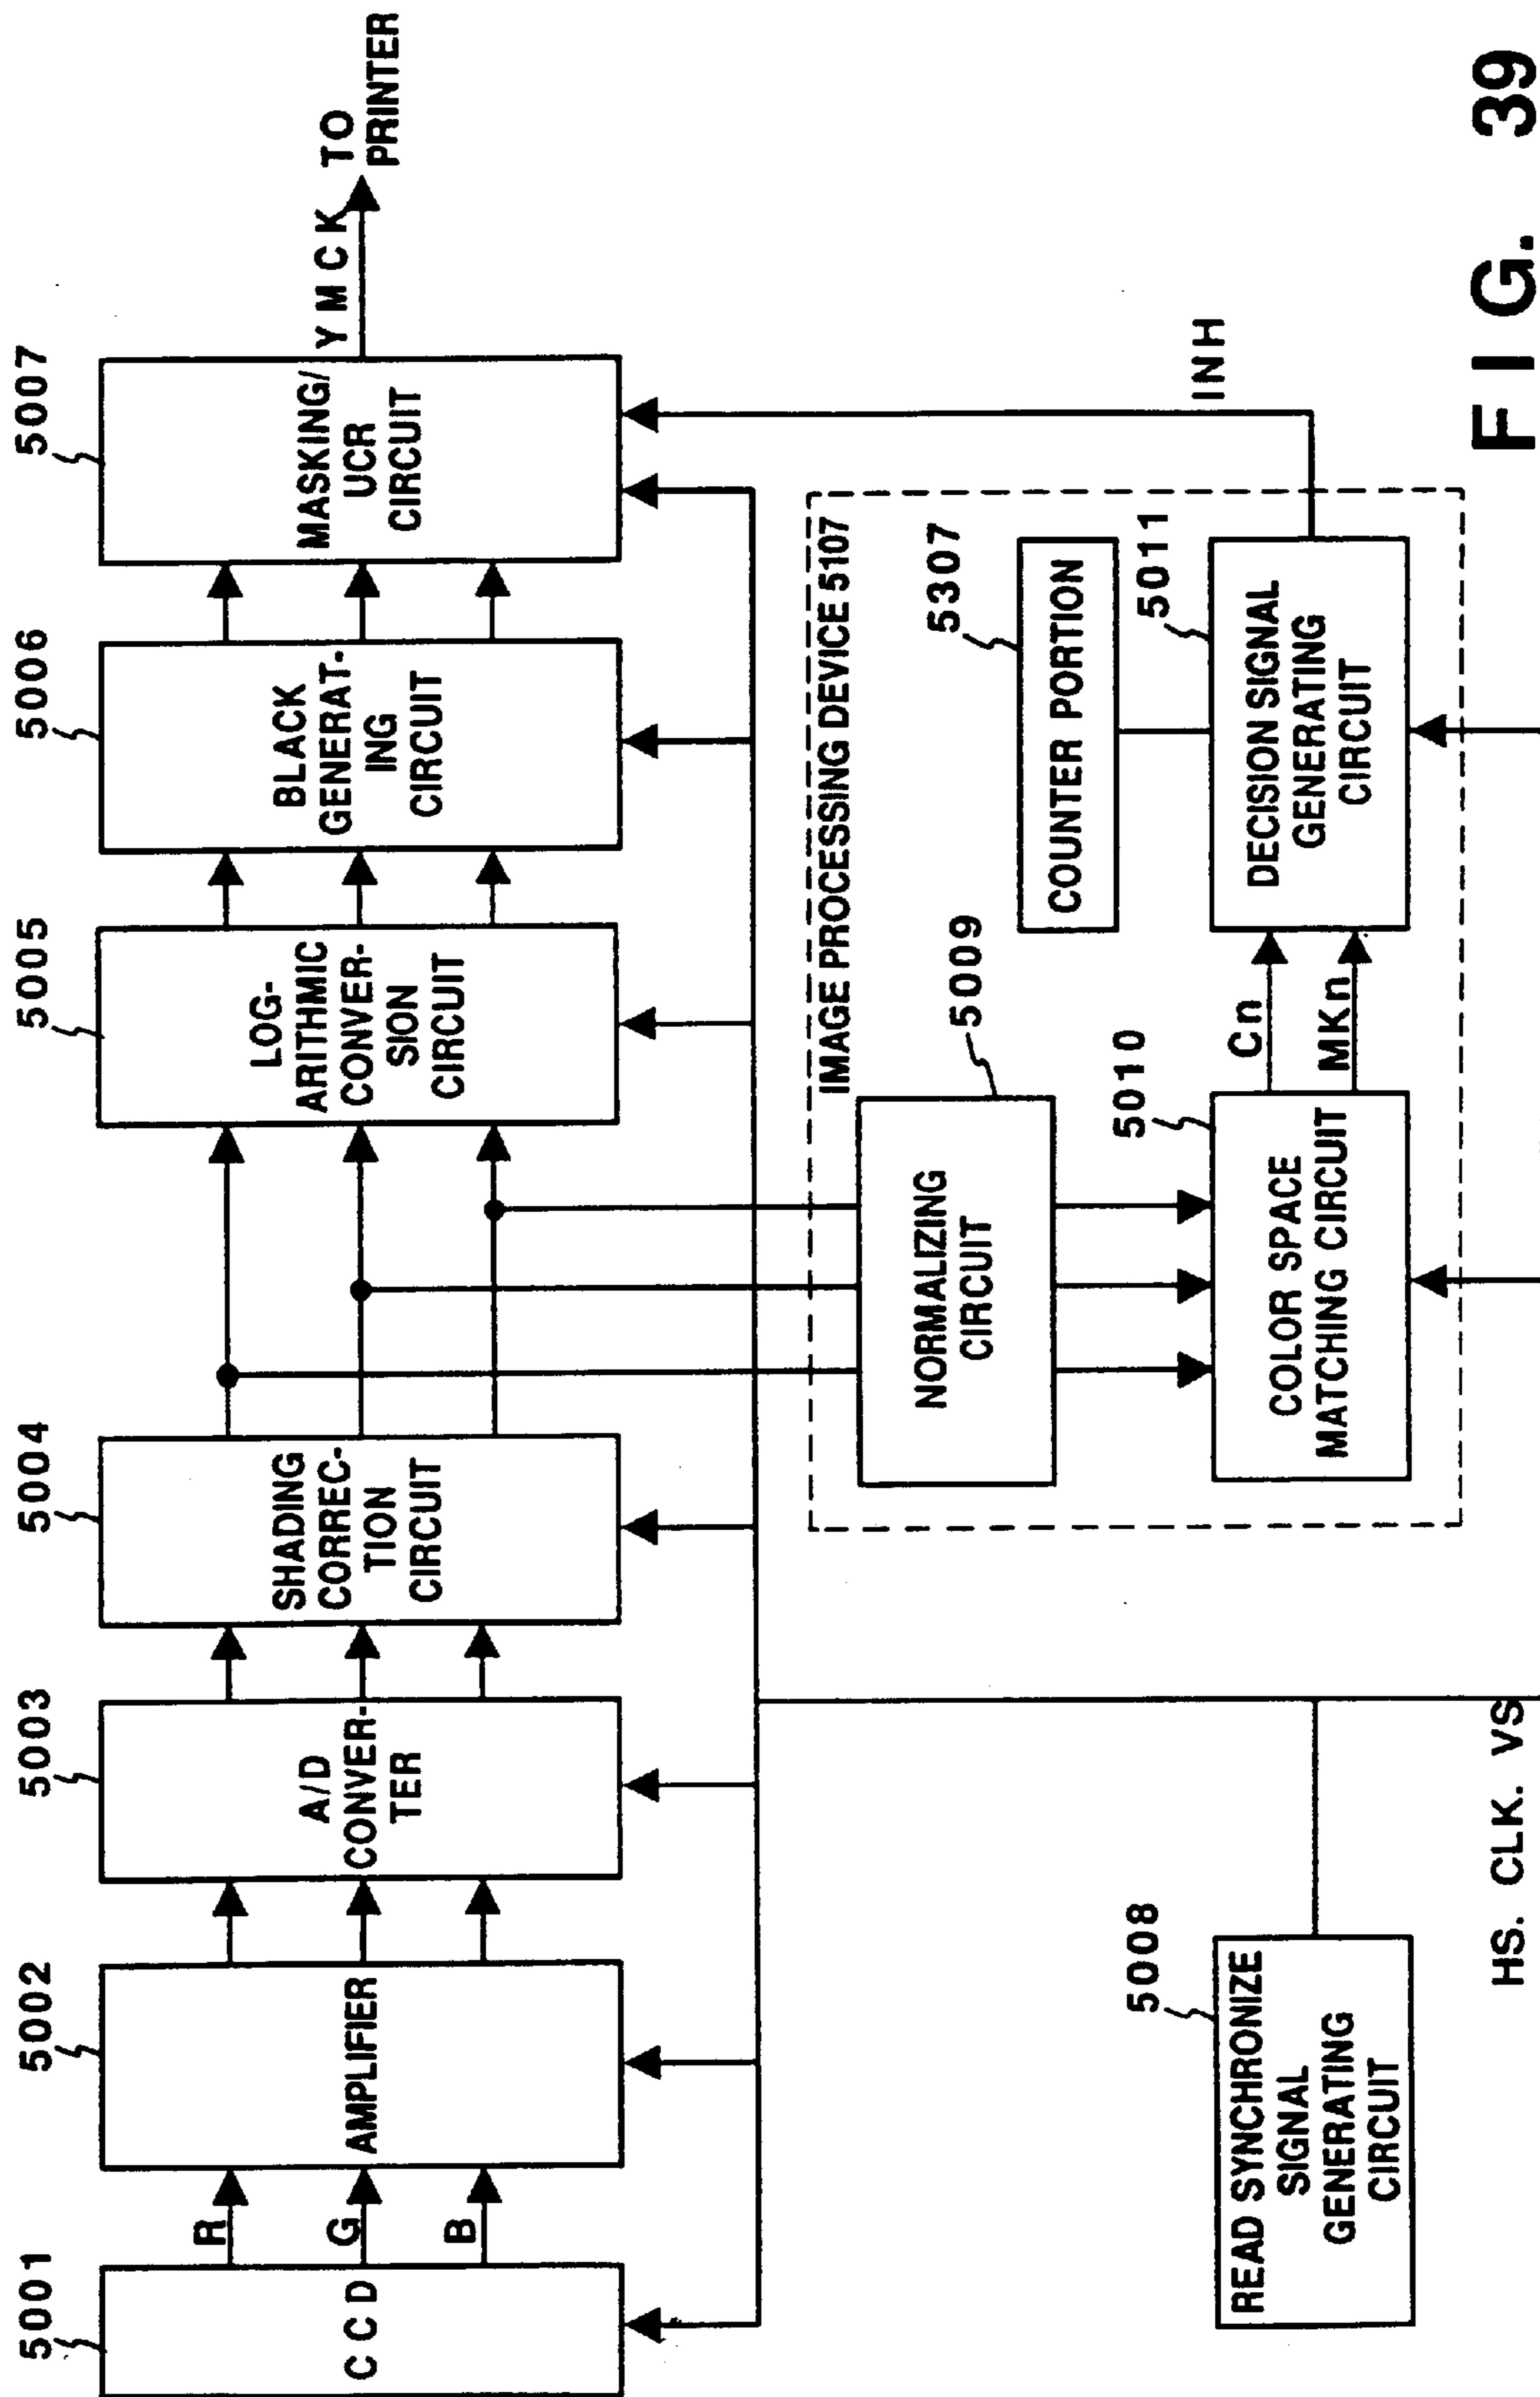 5001
CCD
R
G
B
5002
AMPLIFIER
5003
A/D
CONVER-
TER
5004
SHADING
CORREC-
TION
CIRCUIT
5005
LOG-
ARITHMIC
CONVER-
SION
CIRCUIT
5006
BLACK
GENERAT-
ING
CIRCUIT
5007
MASKING/
UCR
CIRCUIT
YMCK TO
PRINTER
IMAGE PROCESSING DEVICE 5107
5009
NORMALIZING
CIRCUIT
5307
COUNTER PORTION
5010
COLOR SPACE
MATCHING CIRCUIT
Cn
MKn
5011
DECISION SIGNAL
GENERATING
CIRCUIT
INH
5008
READ SYNCHRONIZE
SIGNAL
GENERATING
CIRCUIT
HS. CLK. VS
FIG. 39